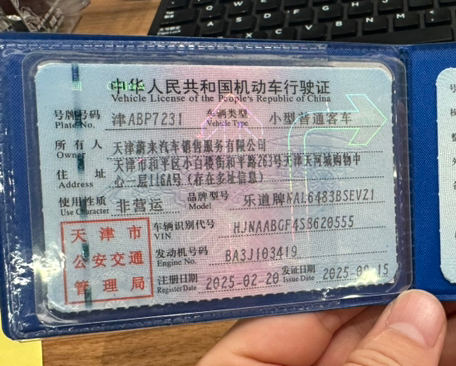 中华人民共和国机动车行驶证
Vehicle License of the People's Republic of China
号牌号码 津ABP7231 车辆类型 小型普通客车
Plate No. Vehicle Type
所有人 天津蔚来汽车销售服务有限公司
Owner
住址 天津市和平区小白楼街和平路263号天津天河城购物中
Address 心一层116A号(存在多址信息)
使用性质 非营运 品牌型号 乐道牌NAL6483BSEVZ1
Use Character Model
天津市 车辆识别代号 HJNAABGF4SB620555
VIN
公安交通 发动机号码 BA3J103419
Engine No.
管理局 注册日期 2025-02-20 发证日期
Register Date Issue Date